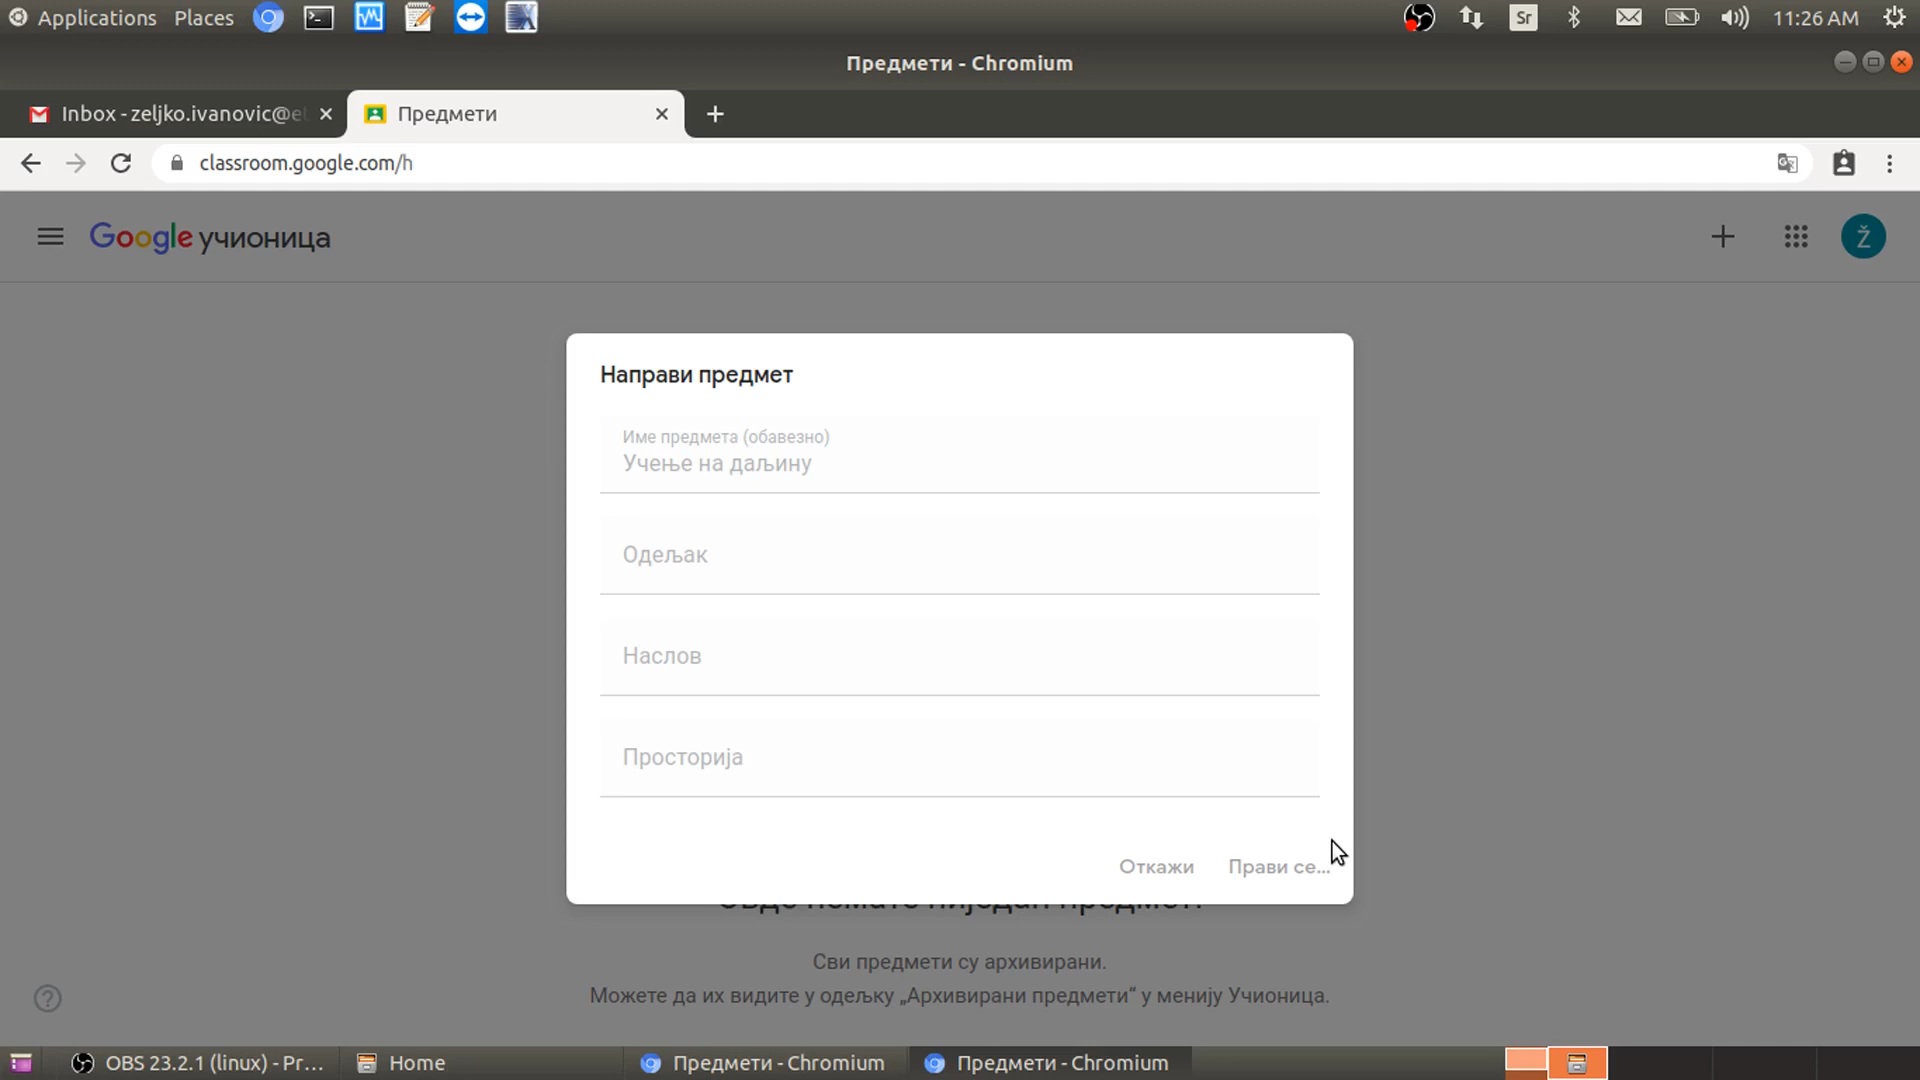 Applications Places
Sr
11:26 AM
Предмети - Chromium
Inbox - zeljko.ivanovic@
Предмети
classroom.google.com/h
Google учионица
Ž
Направи предмет
Име предмета (обавезно)
Учење на даљину
Одељак
Наслов
Просторија
Откажи Прави се...
Сви предмети су архивирани.
Можете да их видите у одељку „Архивирани предмети“ у менију Учионица.
OBS 23.2.1 (linux) - Pr...
Home
Предмети - Chromium
Предмети - Chromium